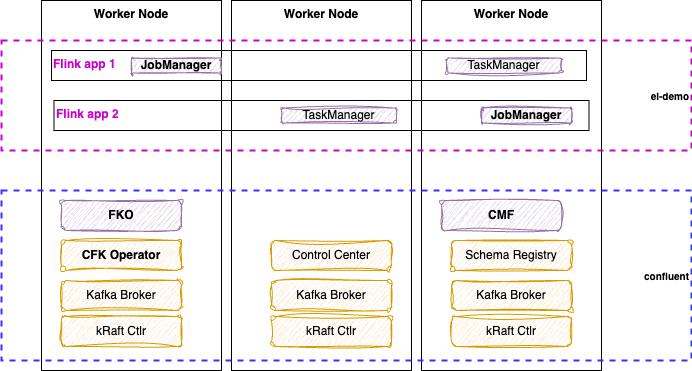 Worker Node
Worker Node
Worker Node
Flink app 1
JobManager
TaskManager
el-demo
Flink app 2
TaskManager
JobManager
FKO
CMF
CFK Operator
Control Center
Schema Registry
confluent
Kafka Broker
Kafka Broker
Kafka Broker
kRaft Ctlr
kRaft Ctlr
kRaft Ctlr